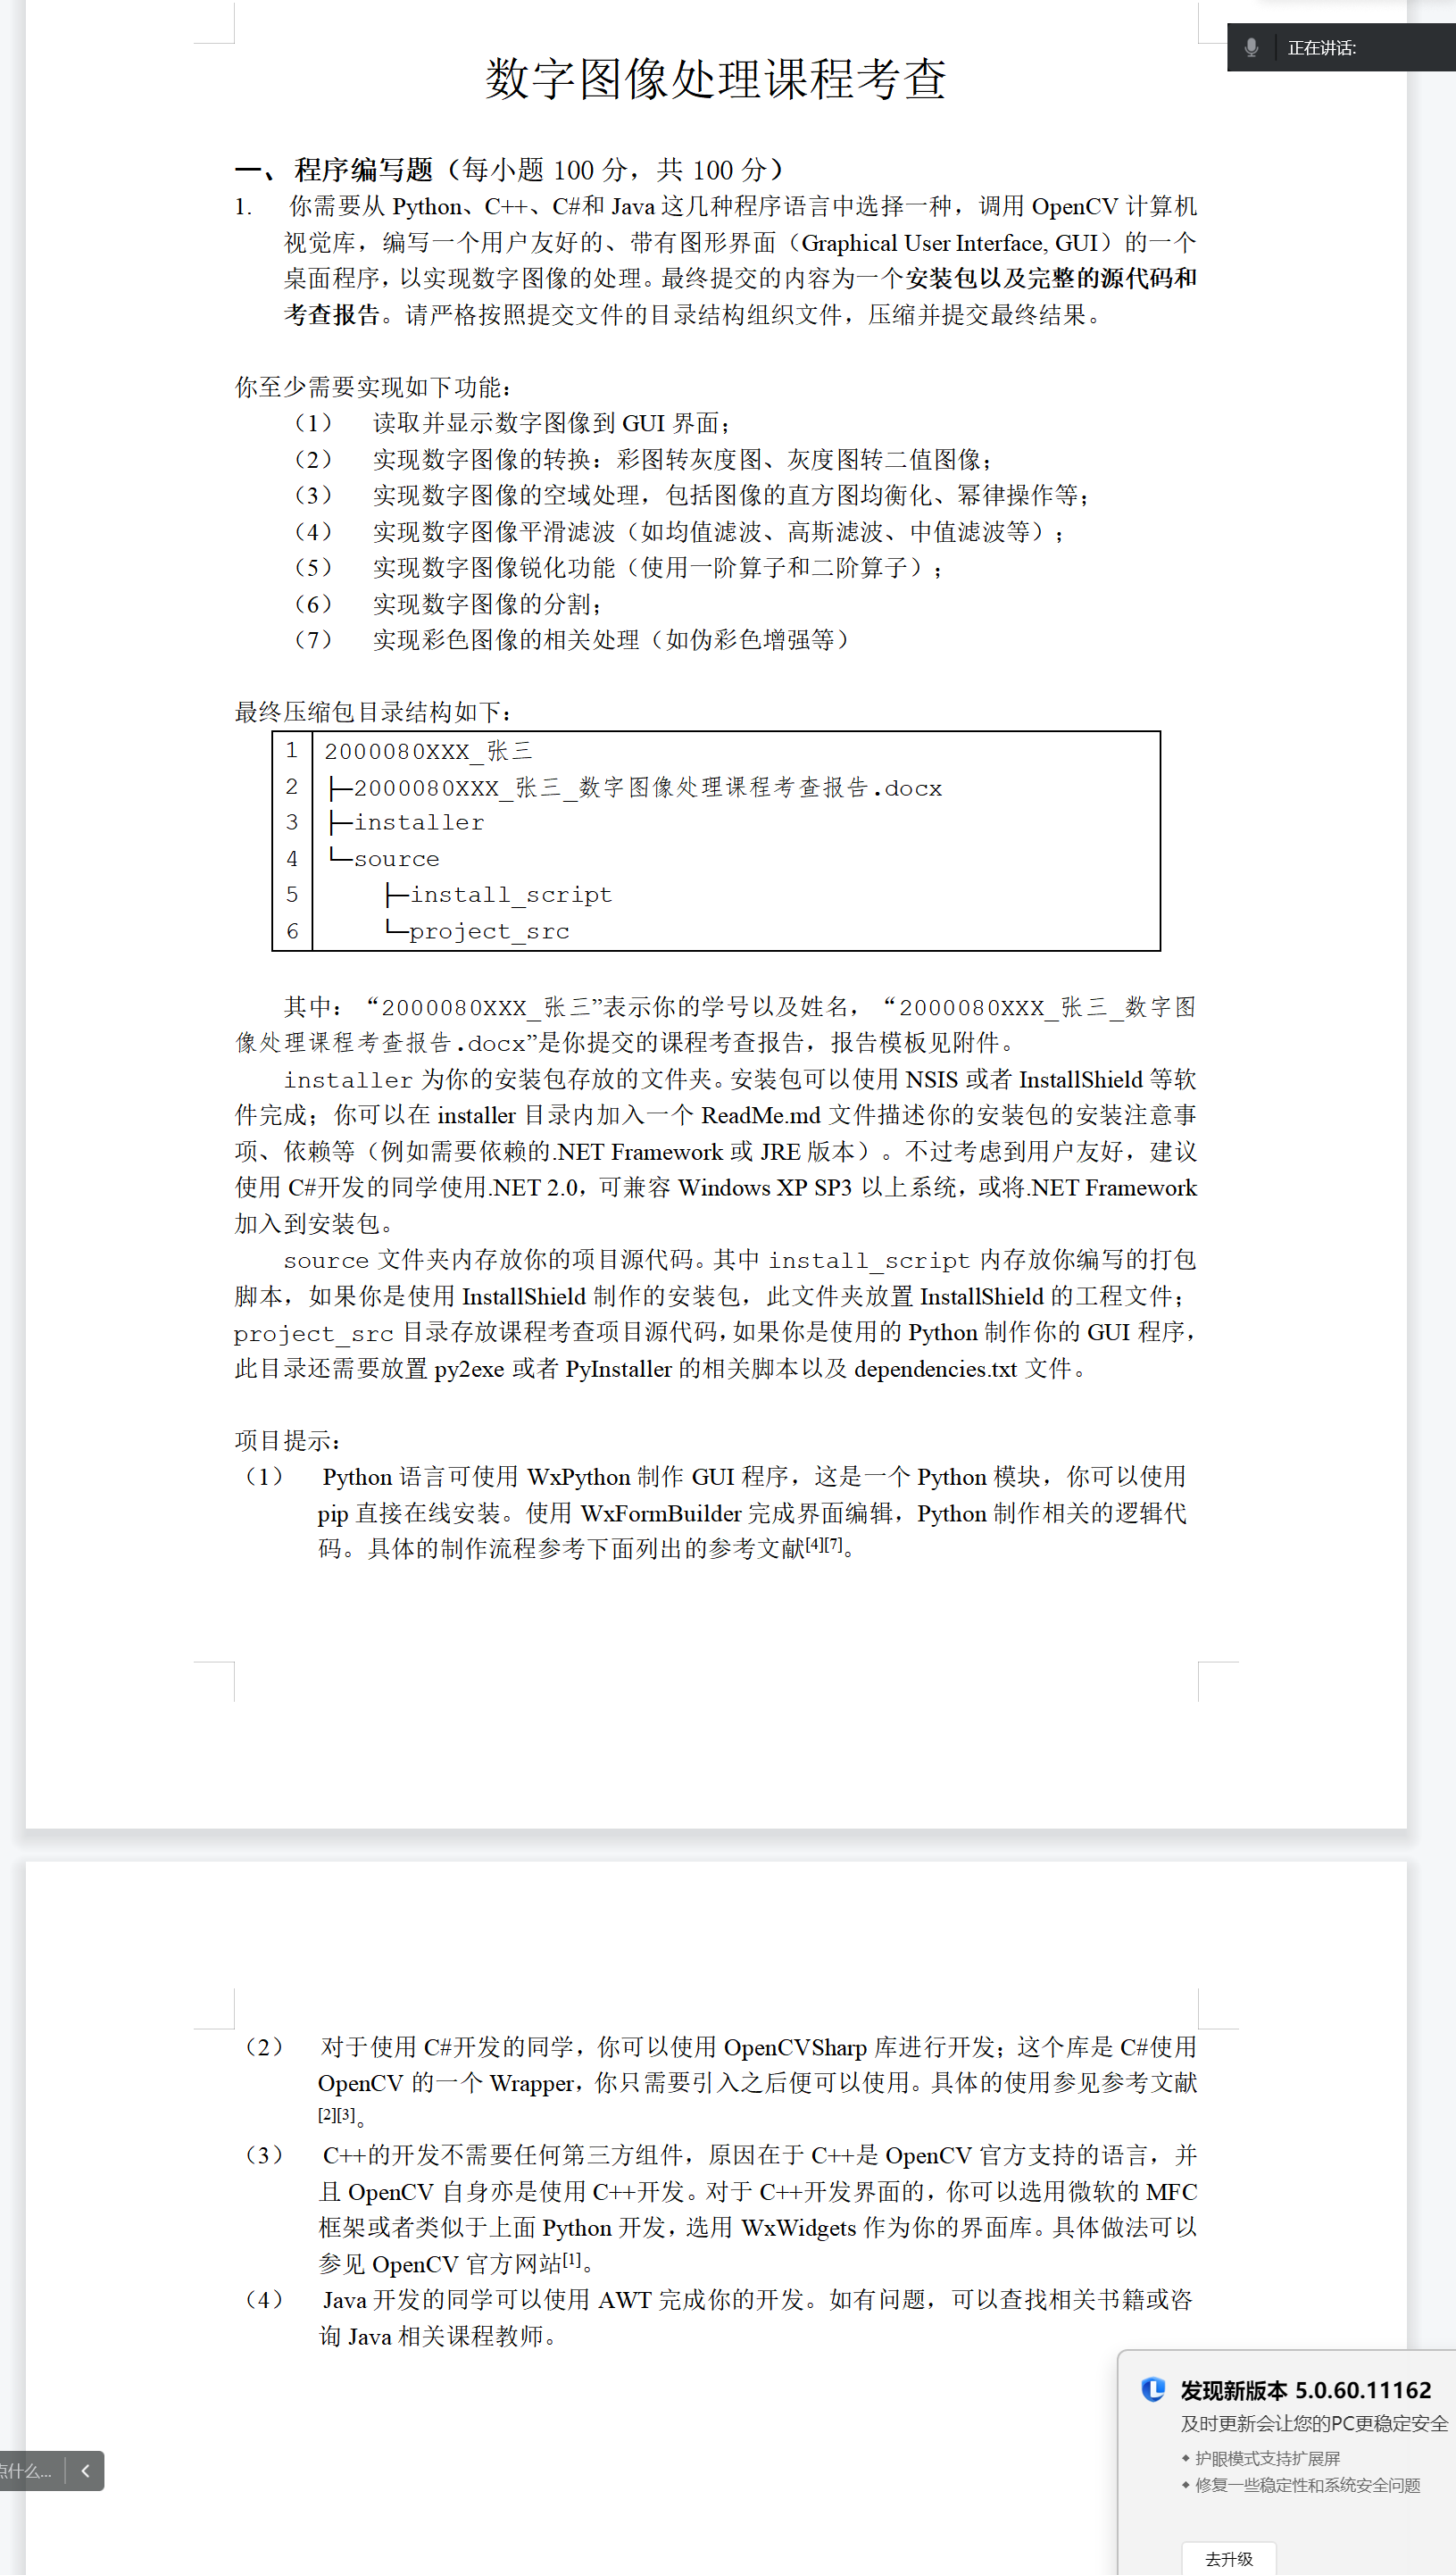 正在讲话:
数字图像处理课程考查
一、 程序编写题（每小题 100 分，共 100 分）
1. 你需要从 Python、C++、C#和 Java 这几种程序语言中选择一种，调用 OpenCV 计算机
视觉库，编写一个用户友好的、带有图形界面（Graphical User Interface, GUI）的一个
桌面程序，以实现数字图像的处理。最终提交的内容为一个安装包以及完整的源代码和
考查报告。请严格按照提交文件的目录结构组织文件，压缩并提交最终结果。
你至少需要实现如下功能：
（1） 读取并显示数字图像到 GUI 界面；
（2） 实现数字图像的转换：彩图转灰度图、灰度图转二值图像；
（3） 实现数字图像的空域处理，包括图像的直方图均衡化、幂律操作等；
（4） 实现数字图像平滑滤波（如均值滤波、高斯滤波、中值滤波等）；
（5） 实现数字图像锐化功能（使用一阶算子和二阶算子）；
（6） 实现数字图像的分割；
（7） 实现彩色图像的相关处理（如伪彩色增强等）
最终压缩包目录结构如下：
1 2000080XXX_张三
2 ├─2000080XXX_张三_数字图像处理课程考查报告.docx
3 ├─installer
4 └─source
5 ├─install_script
6 └─project_src
其中：“2000080XXX_张三”表示你的学号以及姓名，“2000080XXX_张三_数字图
像处理课程考查报告.docx”是你提交的课程考查报告，报告模板见附件。
installer 为你的安装包存放的文件夹。安装包可以使用 NSIS 或者 InstallShield 等软
件完成；你可以在 installer 目录内加入一个 ReadMe.md 文件描述你的安装包的安装注意事
项、依赖等（例如需要依赖的.NET Framework 或 JRE 版本）。不过考虑到用户友好，建议
使用 C#开发的同学使用.NET 2.0，可兼容 Windows XP SP3 以上系统，或将.NET Framework
加入到安装包。
source 文件夹内存放你的项目源代码。其中 install_script 内存放你编写的打包
脚本，如果你是使用 InstallShield 制作的安装包，此文件夹放置 InstallShield 的工程文件；
project_src 目录存放课程考查项目源代码，如果你是使用的 Python 制作你的 GUI 程序，
此目录还需要放置 py2exe 或者 PyInstaller 的相关脚本以及 dependencies.txt 文件。
项目提示：
（1） Python 语言可使用 WxPython 制作 GUI 程序，这是一个 Python 模块，你可以使用
pip 直接在线安装。使用 WxFormBuilder 完成界面编辑，Python 制作相关的逻辑代
码。具体的制作流程参考下面列出的参考文献[4][7]。
（2） 对于使用 C#开发的同学，你可以使用 OpenCVSharp 库进行开发；这个库是 C#使用
OpenCV 的一个 Wrapper，你只需要引入之后便可以使用。具体的使用参见参考文献
[2][3]。
（3） C++的开发不需要任何第三方组件，原因在于 C++是 OpenCV 官方支持的语言，并
且 OpenCV 自身亦是使用 C++开发。对于 C++开发界面的，你可以选用微软的 MFC
框架或者类似于上面 Python 开发，选用 WxWidgets 作为你的界面库。具体做法可以
参见 OpenCV 官方网站[1]。
（4） Java 开发的同学可以使用 AWT 完成你的开发。如有问题，可以查找相关书籍或咨
询 Java 相关课程教师。
发现新版本 5.0.60.11162
及时更新会让您的PC更稳定安全
护眼模式支持扩展屏
修复一些稳定性和系统安全问题
去升级
点什么...